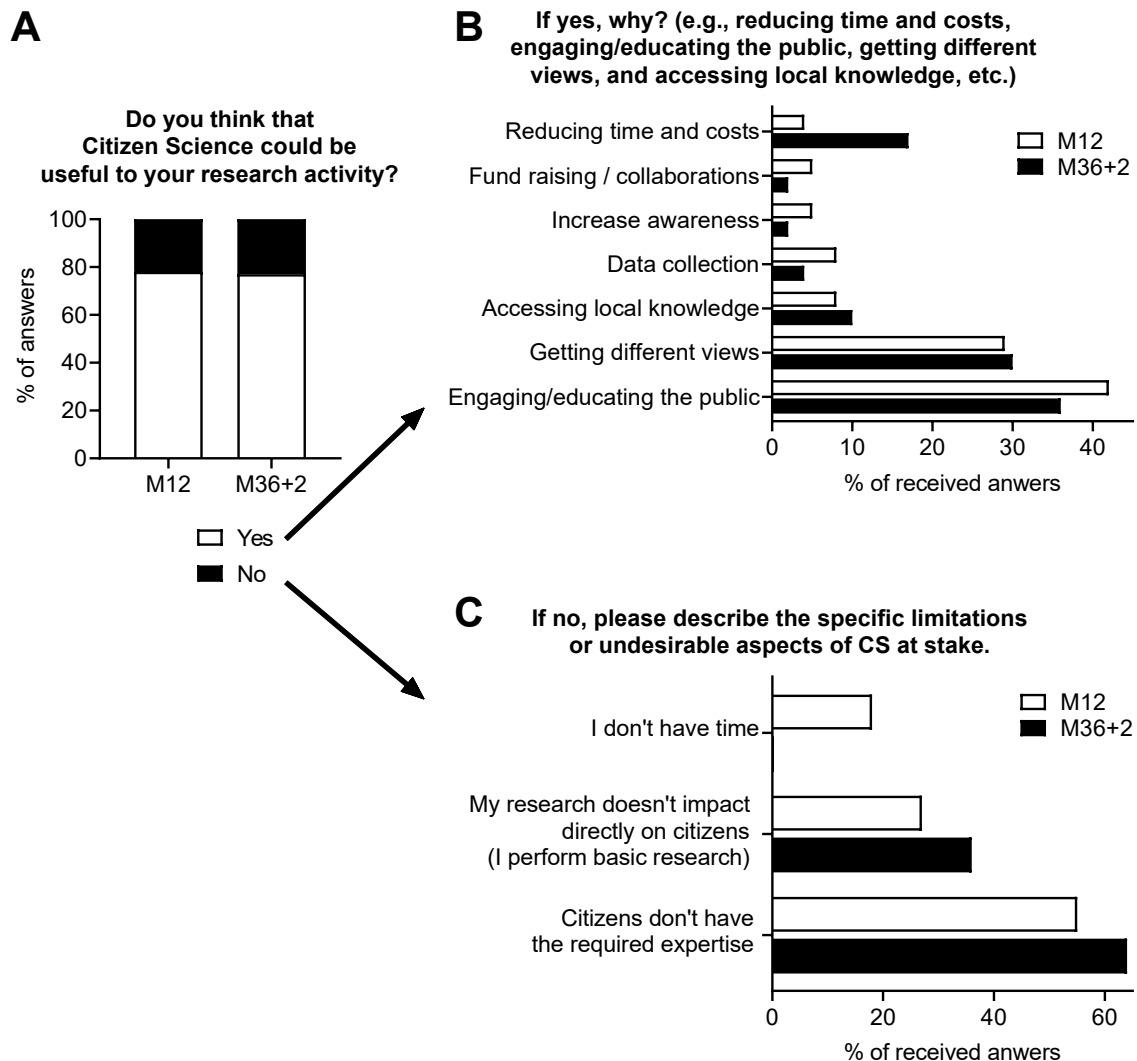 A
Do you think that
Citizen Science could be
useful to your research activity?
100
80
60
40
20
0
% of answers
M12
M36+2
Yes
No
B
If yes, why? (e.g., reducing time and costs,
engaging/educating the public, getting different
views, and accessing local knowledge, etc.)
M12
M36+2
Reducing time and costs
Fund raising / collaborations
Increase awareness
Data collection
Accessing local knowledge
Getting different views
Engaging/educating the public
0 10 20 30 40
% of received anwers
C
If no, please describe the specific limitations
or undesirable aspects of CS at stake.
M12
M36+2
I don't have time
My research doesn't impact
directly on citizens
(I perform basic research)
Citizens don't have
the required expertise
0 20 40 60
% of received anwers